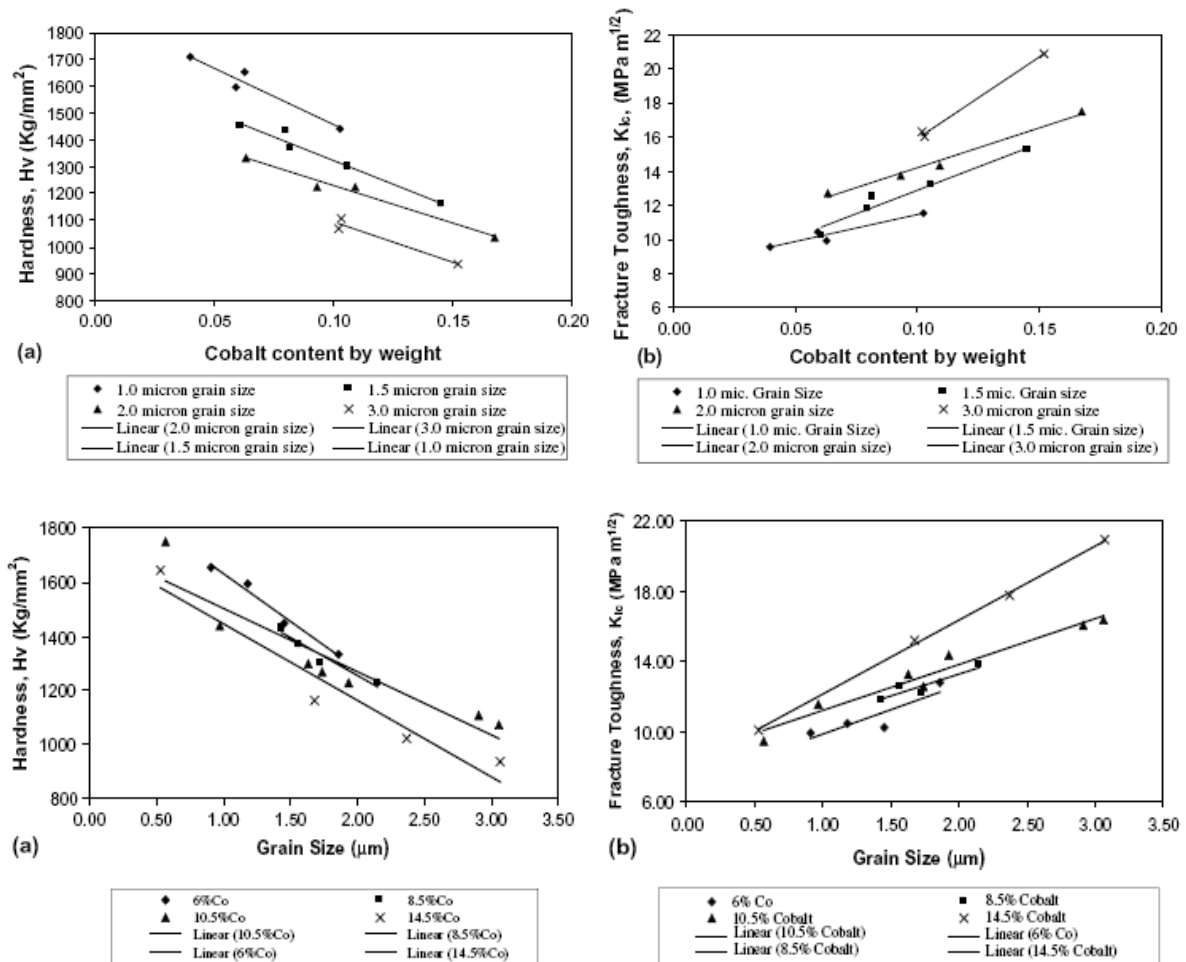 Hardness, Hv (Kg/mm²)
1800
1700
1600
1500
1400
1300
1200
1100
1000
900
800
0.00 0.05 0.10 0.15 0.20
(a)
Cobalt content by weight
1.0 micron grain size 1.5 micron grain size
2.0 micron grain size 3.0 micron grain size
Linear (2.0 micron grain size) Linear (3.0 micron grain size)
Linear (1.5 micron grain size) Linear (1.0 micron grain size)
Fracture Toughness, KIc, (MPa m1/2)
22
20
18
16
14
12
10
8
6
0.00 0.05 0.10 0.15 0.20
(b)
Cobalt content by weight
1.0 mic. Grain Size 1.5 mic. Grain size
2.0 micron grain size 3.0 micron grain size
Linear (1.0 mic. Grain Size) Linear (1.5 mic. Grain size)
Linear (2.0 micron grain size) Linear (3.0 micron grain size)
Hardness, Hv (Kg/mm²)
1800
1600
1400
1200
1000
800
0.00 0.50 1.00 1.50 2.00 2.50 3.00 3.50
(a)
Grain Size (µm)
6%Co 8.5%Co
10.5%Co 14.5%Co
Linear (10.5%Co) Linear (8.5%Co)
Linear (6%Co) Linear (14.5%Co)
Fracture Toughness, KIc (MPa m1/2)
22.00
18.00
14.00
10.00
6.00
0.00 0.50 1.00 1.50 2.00 2.50 3.00 3.50
(b)
Grain Size (µm)
6% Co 8.5% Cobalt
10.5% Cobalt 14.5% Cobalt
Linear (10.5% Cobalt) Linear (6% Co)
Linear (8.5% Cobalt) Linear (14.5% Cobalt)